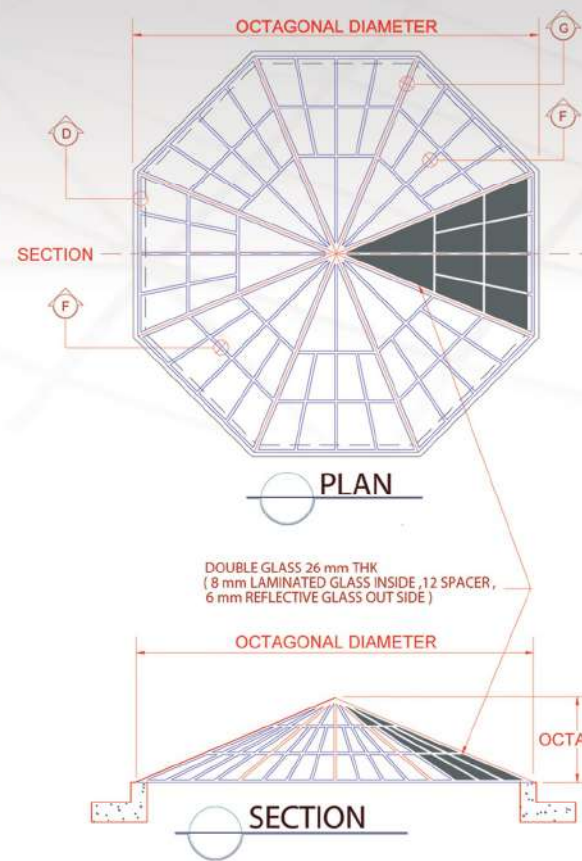 OCTAGONAL DIAMETER
G
D
F
SECTION
F
PLAN
DOUBLE GLASS 26 mm THK
( 8 mm LAMINATED GLASS INSIDE ,12 SPACER ,
6 mm REFLECTIVE GLASS OUT SIDE )
OCTAGONAL DIAMETER
OCTA
SECTION